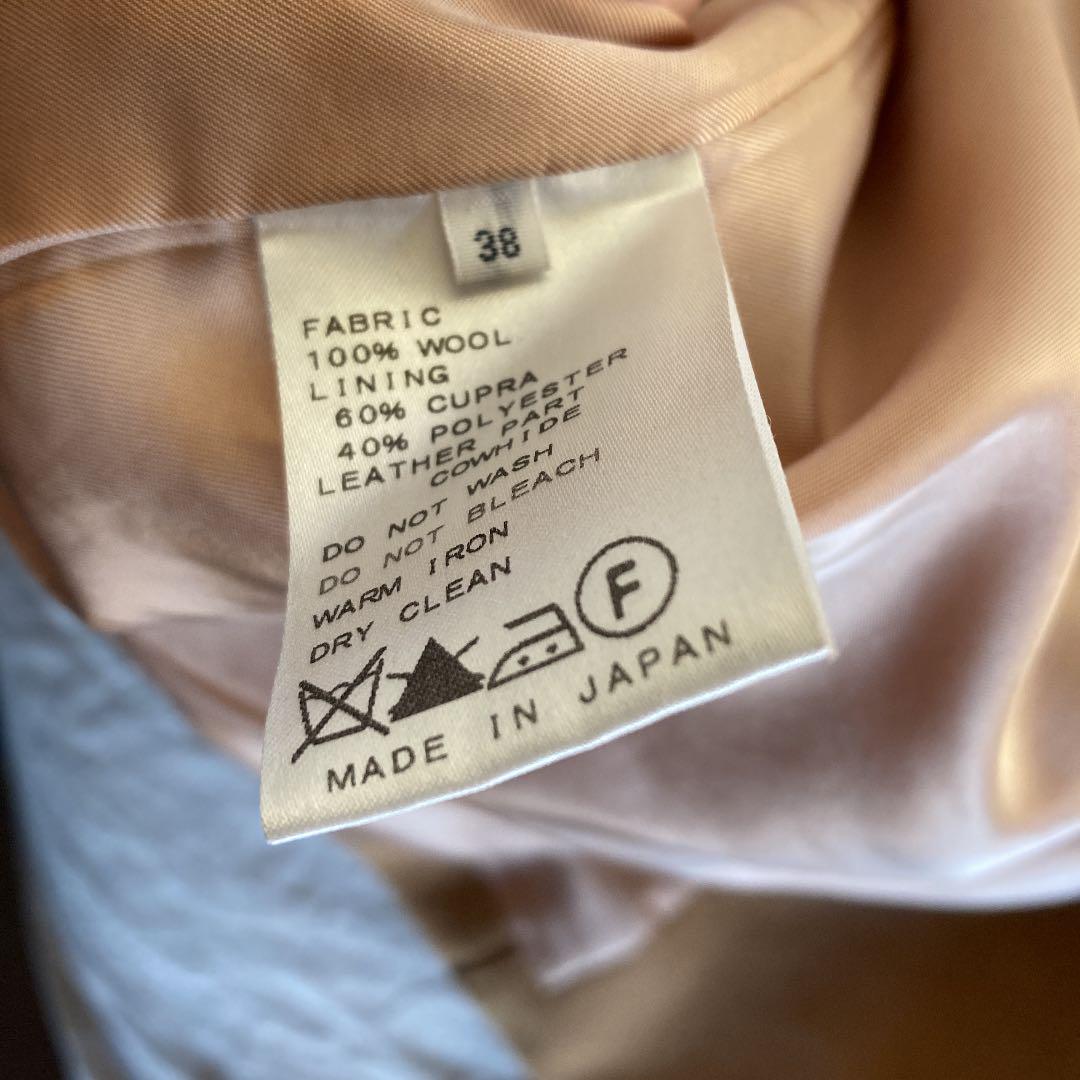 38
FABRIC
100% WOOL
LINING
60% CUPRA
40% POLYESTER
LEATHER PART
COWHIDE
DO NOT WASH
DO NOT BLEACH
WARM IRON
DRY CLEAN
F
MADE IN JAPAN